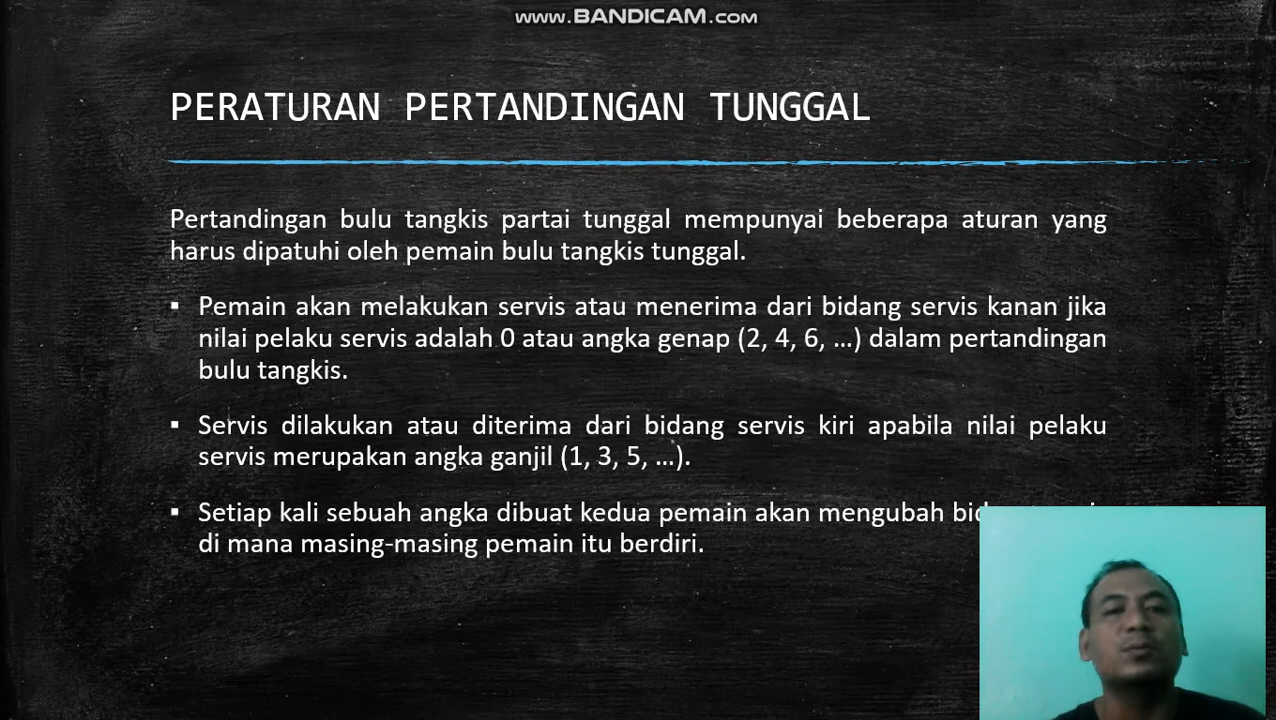 www.BANDICAM.com
PERATURAN PERTANDINGAN TUNGGAL
Pertandingan bulu tangkis partai tunggal mempunyai beberapa aturan yang
harus dipatuhi oleh pemain bulu tangkis tunggal.
▪ Pemain akan melakukan servis atau menerima dari bidang servis kanan jika
nilai pelaku servis adalah 0 atau angka genap (2, 4, 6, ...) dalam pertandingan
bulu tangkis.
▪ Servis dilakukan atau diterima dari bidang servis kiri apabila nilai pelaku
servis merupakan angka ganjil (1, 3, 5, ...).
▪ Setiap kali sebuah angka dibuat kedua pemain akan mengubah
di mana masing-masing pemain itu berdiri.